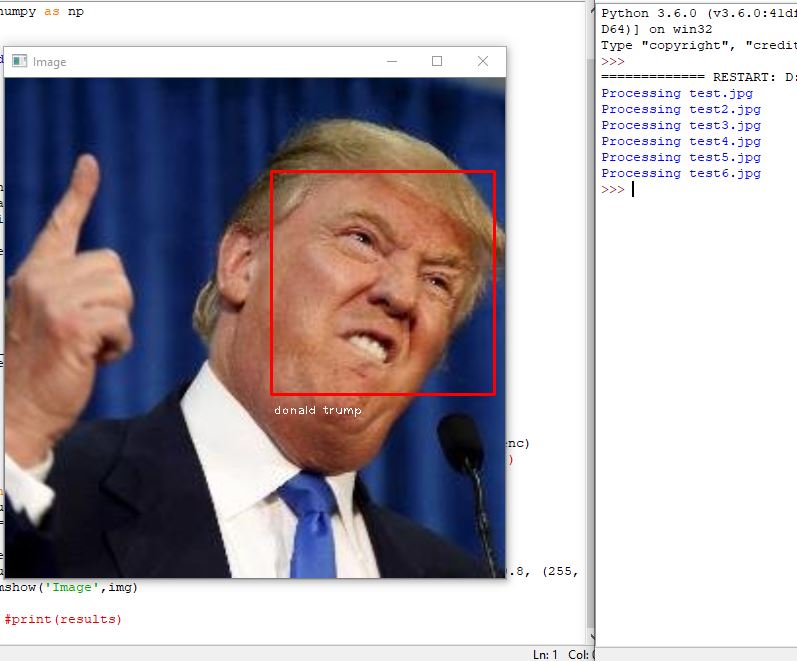 numpy as np
Image
donald trump
enc)
)
.8, (255,
mshow('Image',img)
#print(results)
Ln: 1 Col:
Python 3.6.0 (v3.6.0:41df
D64)] on win32
Type "copyright", "credit
>>>
============= RESTART: D:
Processing test.jpg
Processing test2.jpg
Processing test3.jpg
Processing test4.jpg
Processing test5.jpg
Processing test6.jpg
>>>